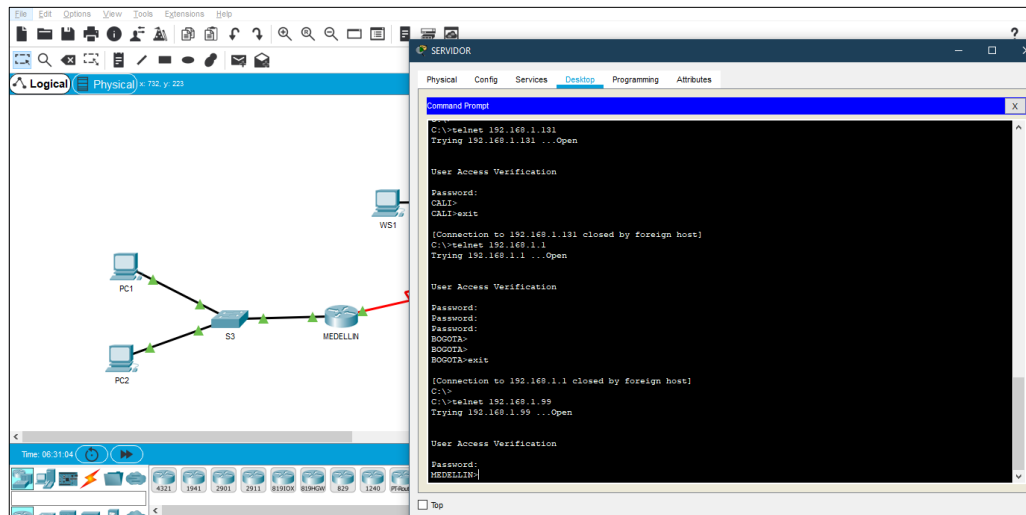 File Edit Options View Tools Extensions Help
?
SERVIDOR
Physical Config Services Desktop Programming Attributes
Logical Physical x: 732, y: 223
Command Prompt
X
C:\>telnet 192.168.1.131
Trying 192.168.1.131 ...Open
User Access Verification
Password:
CALI>
CALI>exit
[Connection to 192.168.1.131 closed by foreign host]
C:\>telnet 192.168.1.1
Trying 192.168.1.1 ...Open
User Access Verification
Password:
Password:
Password:
BOGOTA>
BOGOTA>
BOGOTA>exit
[Connection to 192.168.1.1 closed by foreign host]
C:\>
C:\>telnet 192.168.1.99
Trying 192.168.1.99 ...Open
User Access Verification
Password:
MEDELLIN>
Top
WS1
PC1
S3
MEDELLIN
PC2
Time: 06:31:04
4321 1941 2901 2911 819IOX 819HGW 829 1240